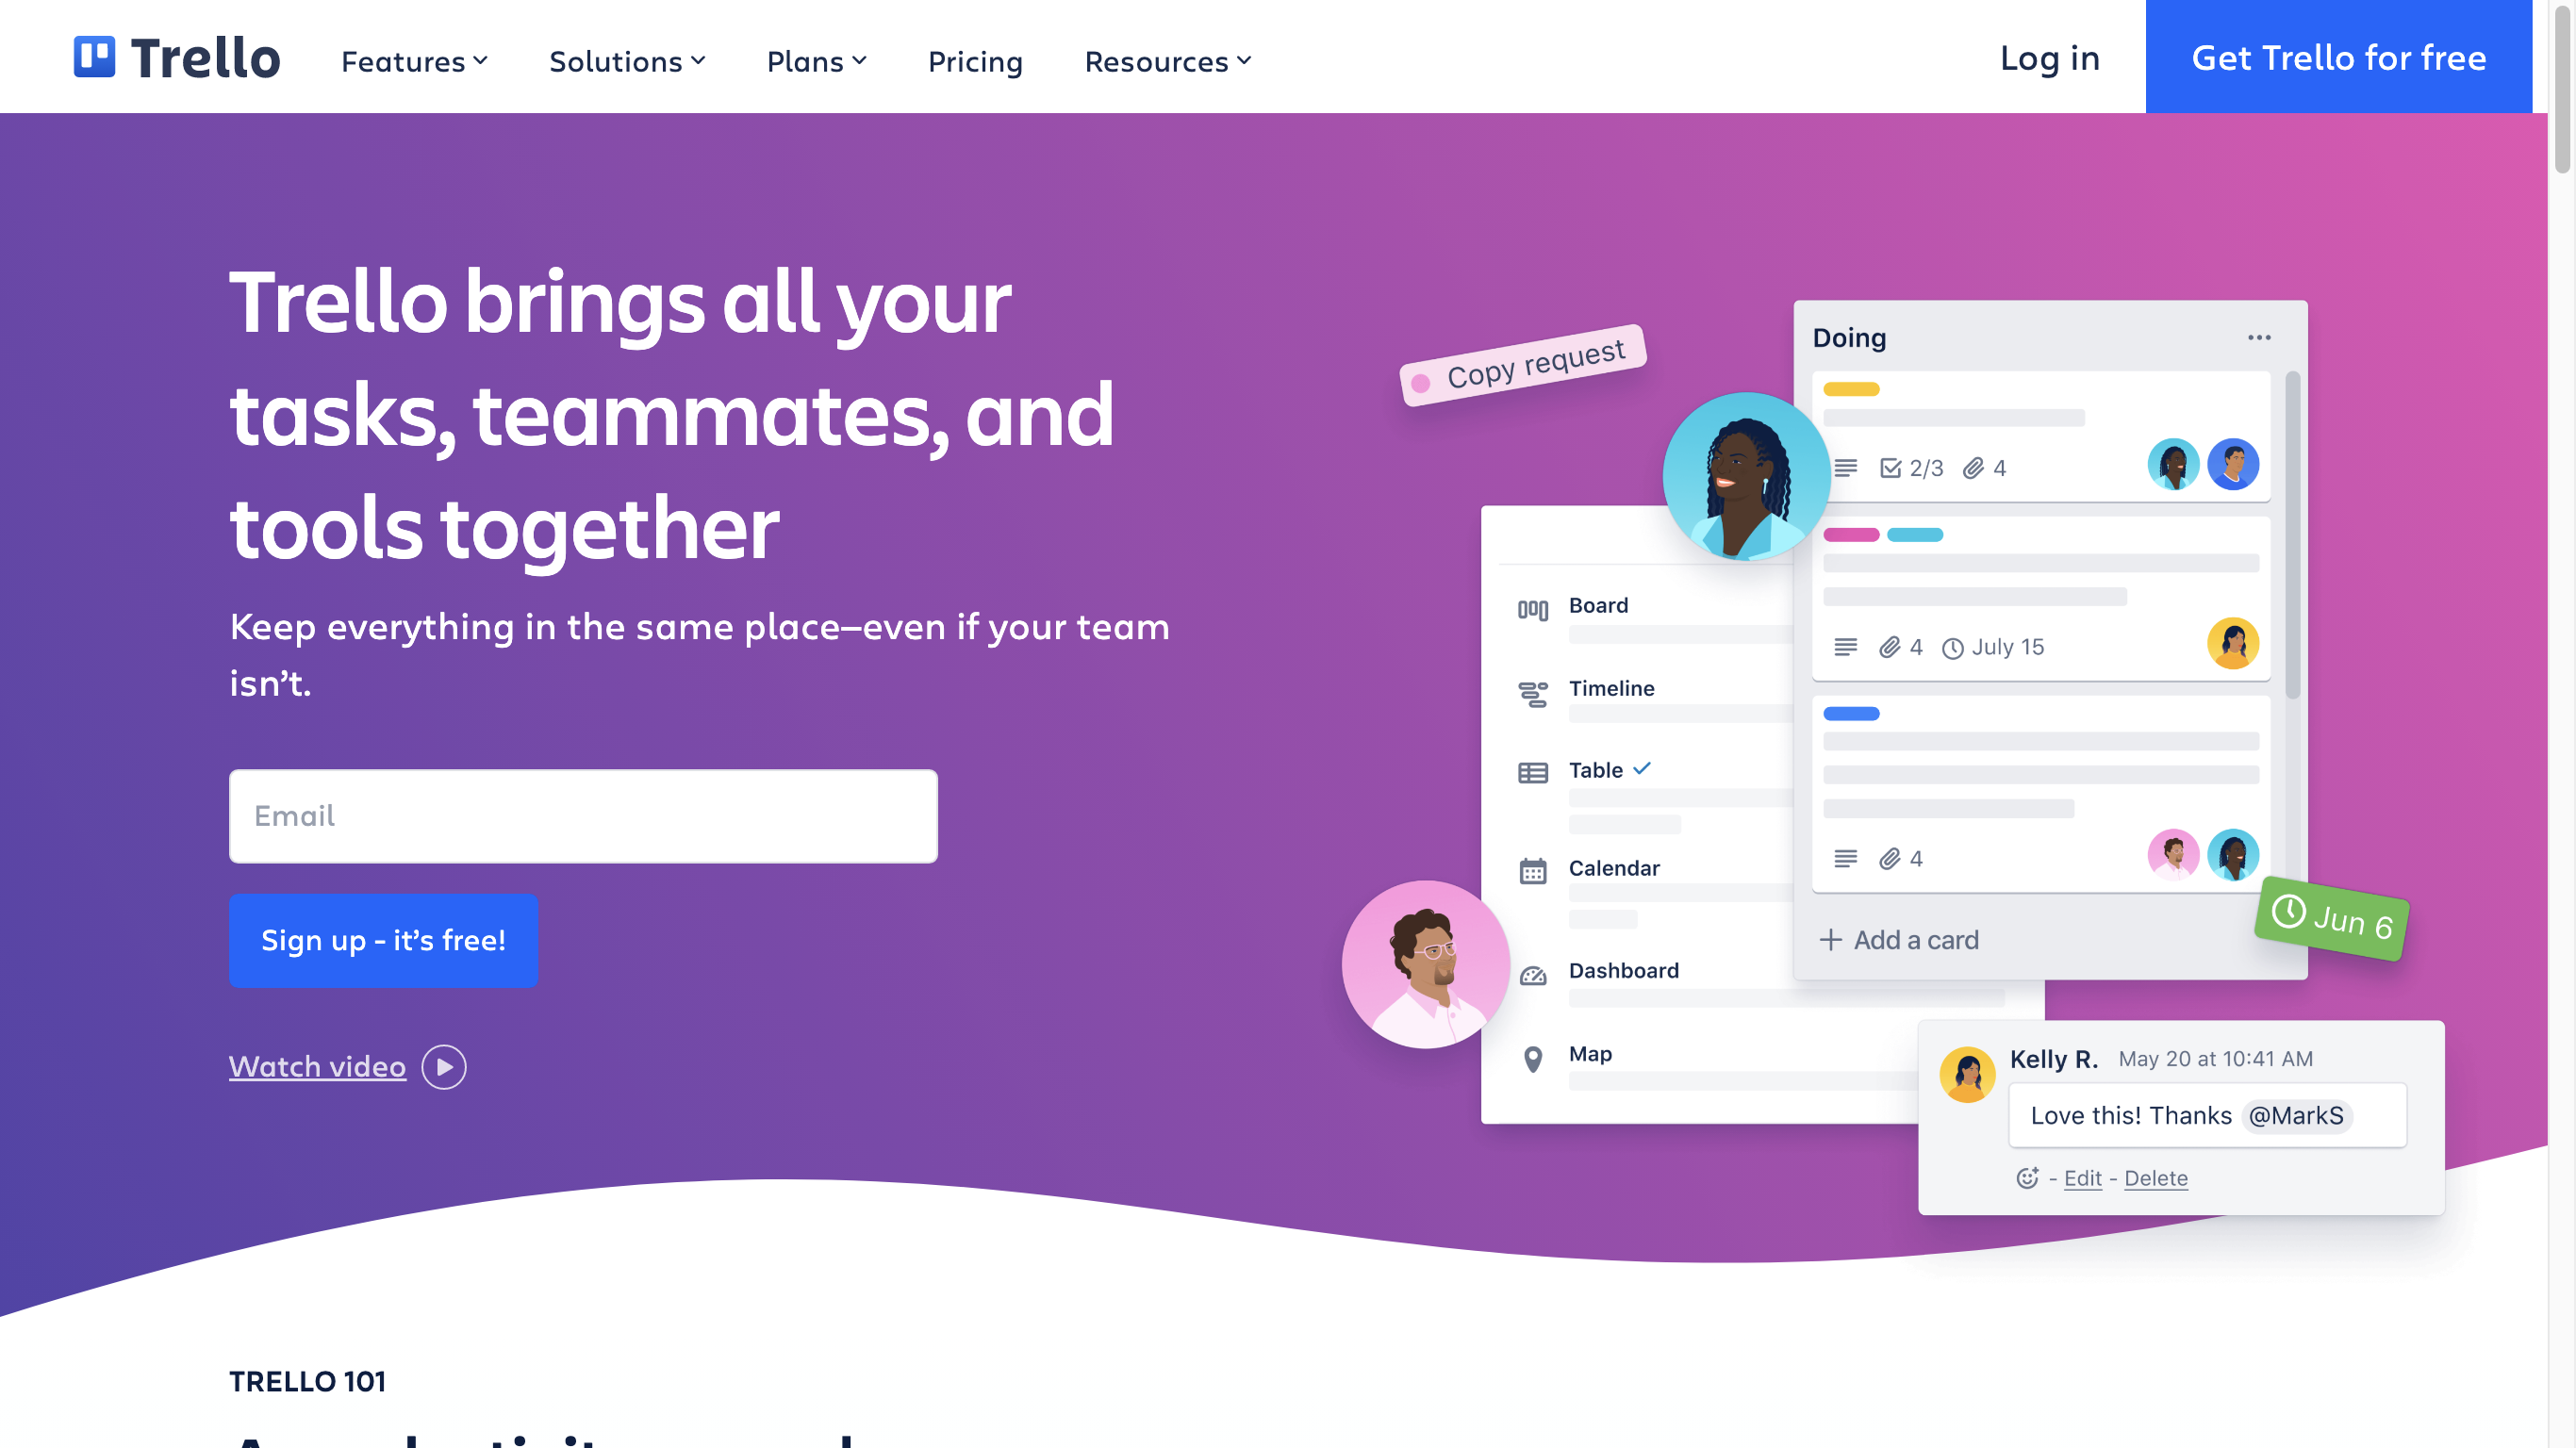 Trello
Features
Solutions
Plans
Pricing
Resources
Log in
Get Trello for free
Trello brings all your
tasks, teammates, and
tools together
Keep everything in the same place—even if your team
isn’t.
Email
Sign up - it’s free!
Watch video
Copy request
Doing
2/3 4
4 July 15
4
+ Add a card
Jun 6
Board
Timeline
Table
Calendar
Dashboard
Map
Kelly R. May 20 at 10:41 AM
Love this! Thanks @MarkS
- Edit - Delete
TRELLO 101